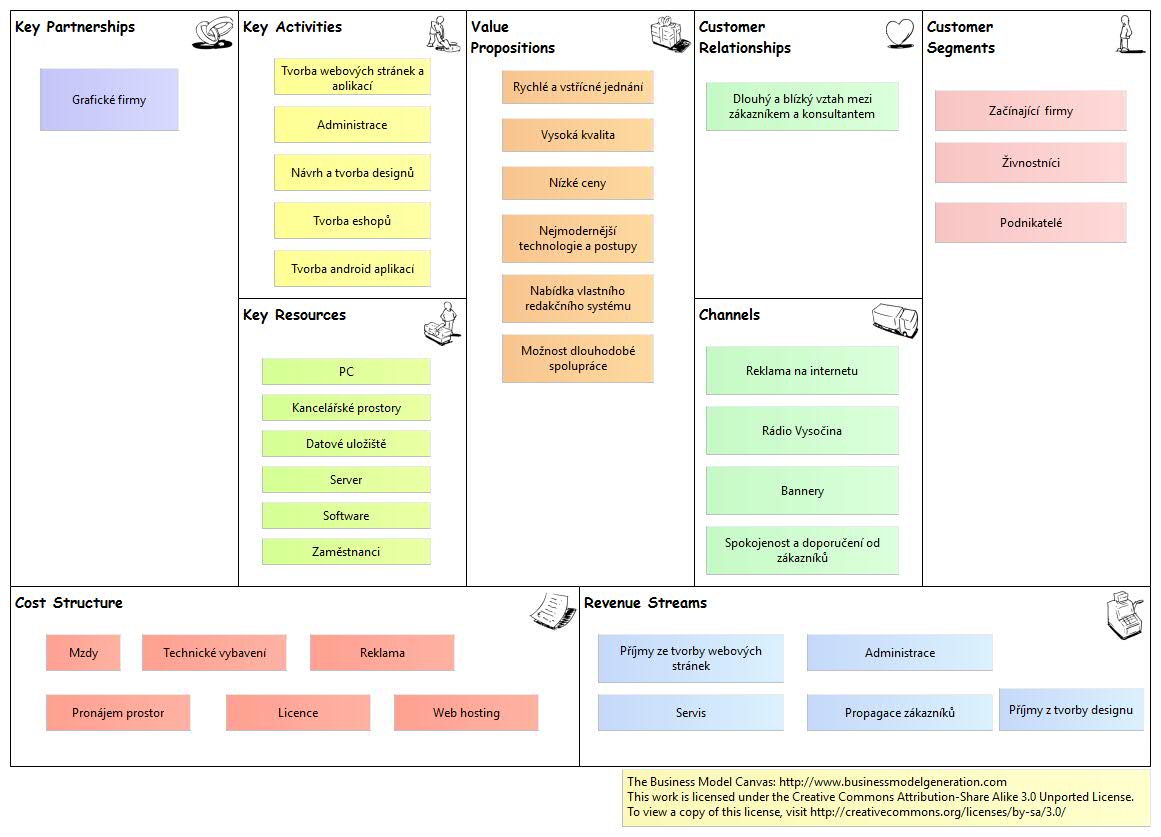 Key Partnerships
Grafické firmy
Key Activities
Tvorba webových stránek a
aplikací
Administrace
Návrh a tvorba designů
Tvorba eshopů
Tvorba android aplikací
Key Resources
PC
Kancelářské prostory
Datové uložiště
Server
Software
Zaměstnanci
Value
Propositions
Rychlé a vstřícné jednání
Vysoká kvalita
Nízké ceny
Nejmodernější
technologie a postupy
Nabídka vlastního
redakčního systému
Možnost dlouhodobé
spolupráce
Customer
Relationships
Dlouhý a blízký vztah mezi
zákazníkem a konsultantem
Channels
Reklama na internetu
Rádio Vysočina
Bannery
Spokojenost a doporučení od
zákazníků
Customer
Segments
Začínající firmy
Živnostníci
Podnikatelé
Cost Structure
Mzdy
Technické vybavení
Reklama
Pronájem prostor
Licence
Web hosting
Revenue Streams
Příjmy ze tvorby webových
stránek
Administrace
Servis
Propagace zákazníků
Příjmy z tvorby designu
The Business Model Canvas: http://www.businessmodelgeneration.com
This work is licensed under the Creative Commons Attribution-Share Alike 3.0 Unported License.
To view a copy of this license, visit http://creativecommons.org/licenses/by-sa/3.0/